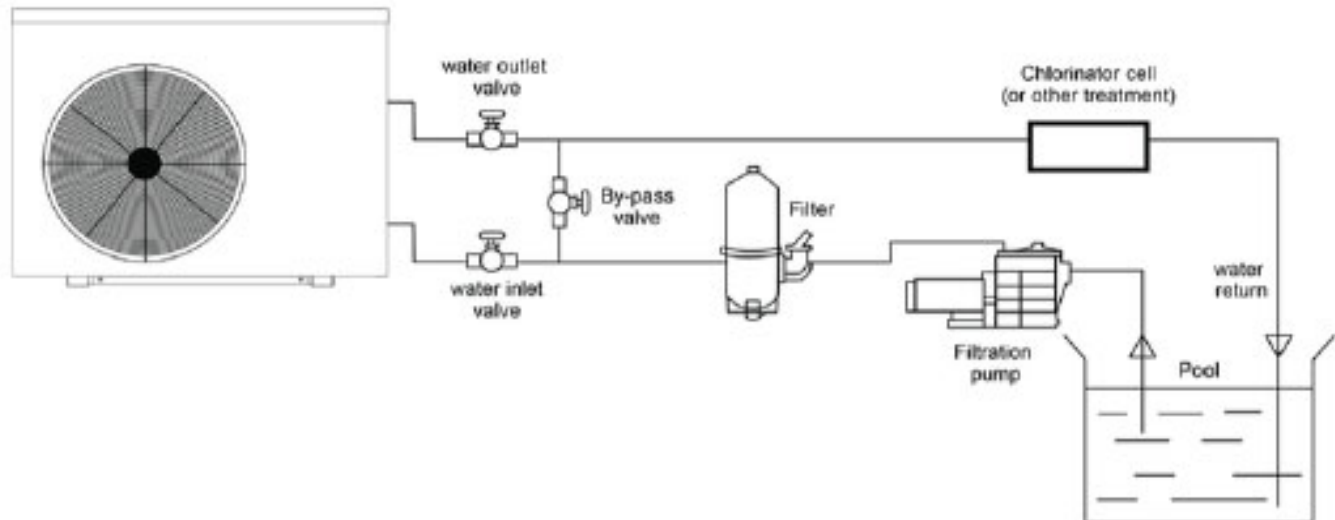 water outlet
valve
Chlorinator cell
(or other treatment)
By-pass
valve
Filter
water inlet
valve
water
return
Filtration
pump
Pool